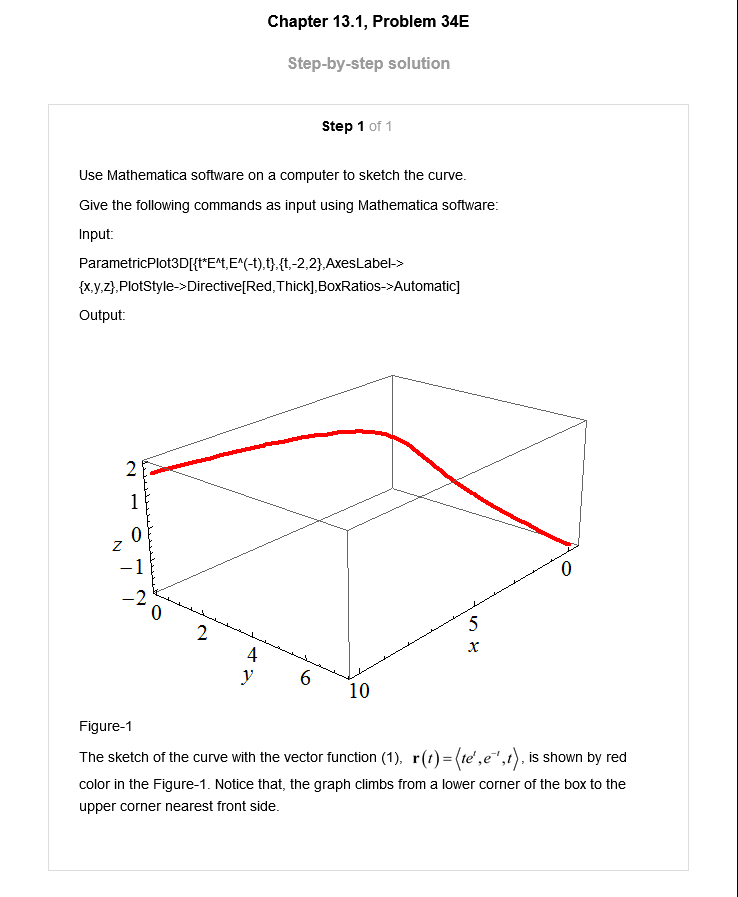 Chapter 13.1, Problem 34E
Step-by-step solution
Step 1 of 1
Use Mathematica software on a computer to sketch the curve.
Give the following commands as input using Mathematica software:
Input:
ParametricPlot3D[{t*E^t,E^(-t),t},{t,-2,2},AxesLabel->
{x,y,z},PlotStyle->Directive[Red,Thick],BoxRatios->Automatic]
Output:
2
1
0
z
−1
−2
0
2
4
y
6
10
5
x
0
Figure-1
The sketch of the curve with the vector function (1), r(t)=⟨te^t,e^−t,t⟩, is shown by red
color in the Figure-1. Notice that, the graph climbs from a lower corner of the box to the
upper corner nearest front side.